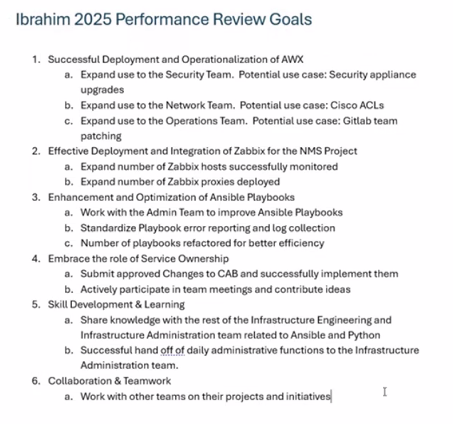 Ibrahim 2025 Performance Review Goals
1. Successful Deployment and Operationalization of AWX
a. Expand use to the Security Team. Potential use case: Security appliance
upgrades
b. Expand use to the Network Team. Potential use case: Cisco ACLs
c. Expand use to the Operations Team. Potential use case: Gitlab team
patching
2. Effective Deployment and Integration of Zabbix for the NMS Project
a. Expand number of Zabbix hosts successfully monitored
b. Expand number of Zabbix proxies deployed
3. Enhancement and Optimization of Ansible Playbooks
a. Work with the Admin Team to improve Ansible Playbooks
b. Standardize Playbook error reporting and log collection
c. Number of playbooks refactored for better efficiency
4. Embrace the role of Service Ownership
a. Submit approved Changes to CAB and successfully implement them
b. Actively participate in team meetings and contribute ideas
5. Skill Development & Learning
a. Share knowledge with the rest of the Infrastructure Engineering and
Infrastructure Administration team related to Ansible and Python
b. Successful hand off of daily administrative functions to the Infrastructure
Administration team.
6. Collaboration & Teamwork
a. Work with other teams on their projects and initiatives